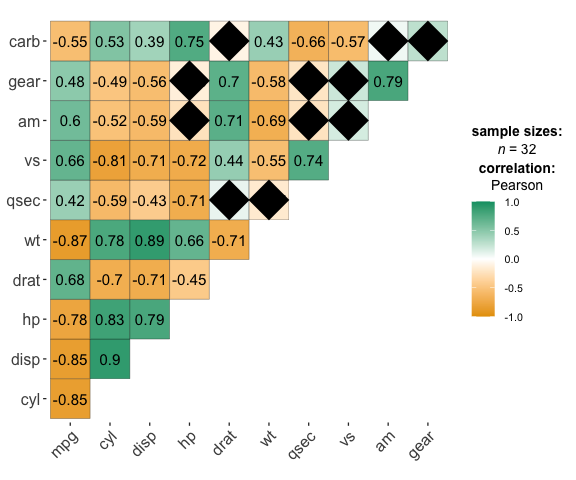 carb -0.55 0.53 0.39 0.75 0.43 -0.66 -0.57
gear 0.48 -0.49 -0.56 0.7 -0.58 0.79
am 0.6 -0.52 -0.59 0.71 -0.69
vs 0.66 -0.81 -0.71 -0.72 0.44 -0.55 0.74
qsec 0.42 -0.59 -0.43 -0.71
wt -0.87 0.78 0.89 0.66 -0.71
drat 0.68 -0.7 -0.71 -0.45
hp -0.78 0.83 0.79
disp -0.85 0.9
cyl -0.85
mpg cyl disp hp drat wt qsec vs am gear
sample sizes:
n = 32
correlation:
Pearson
1.0
0.5
0.0
-0.5
-1.0